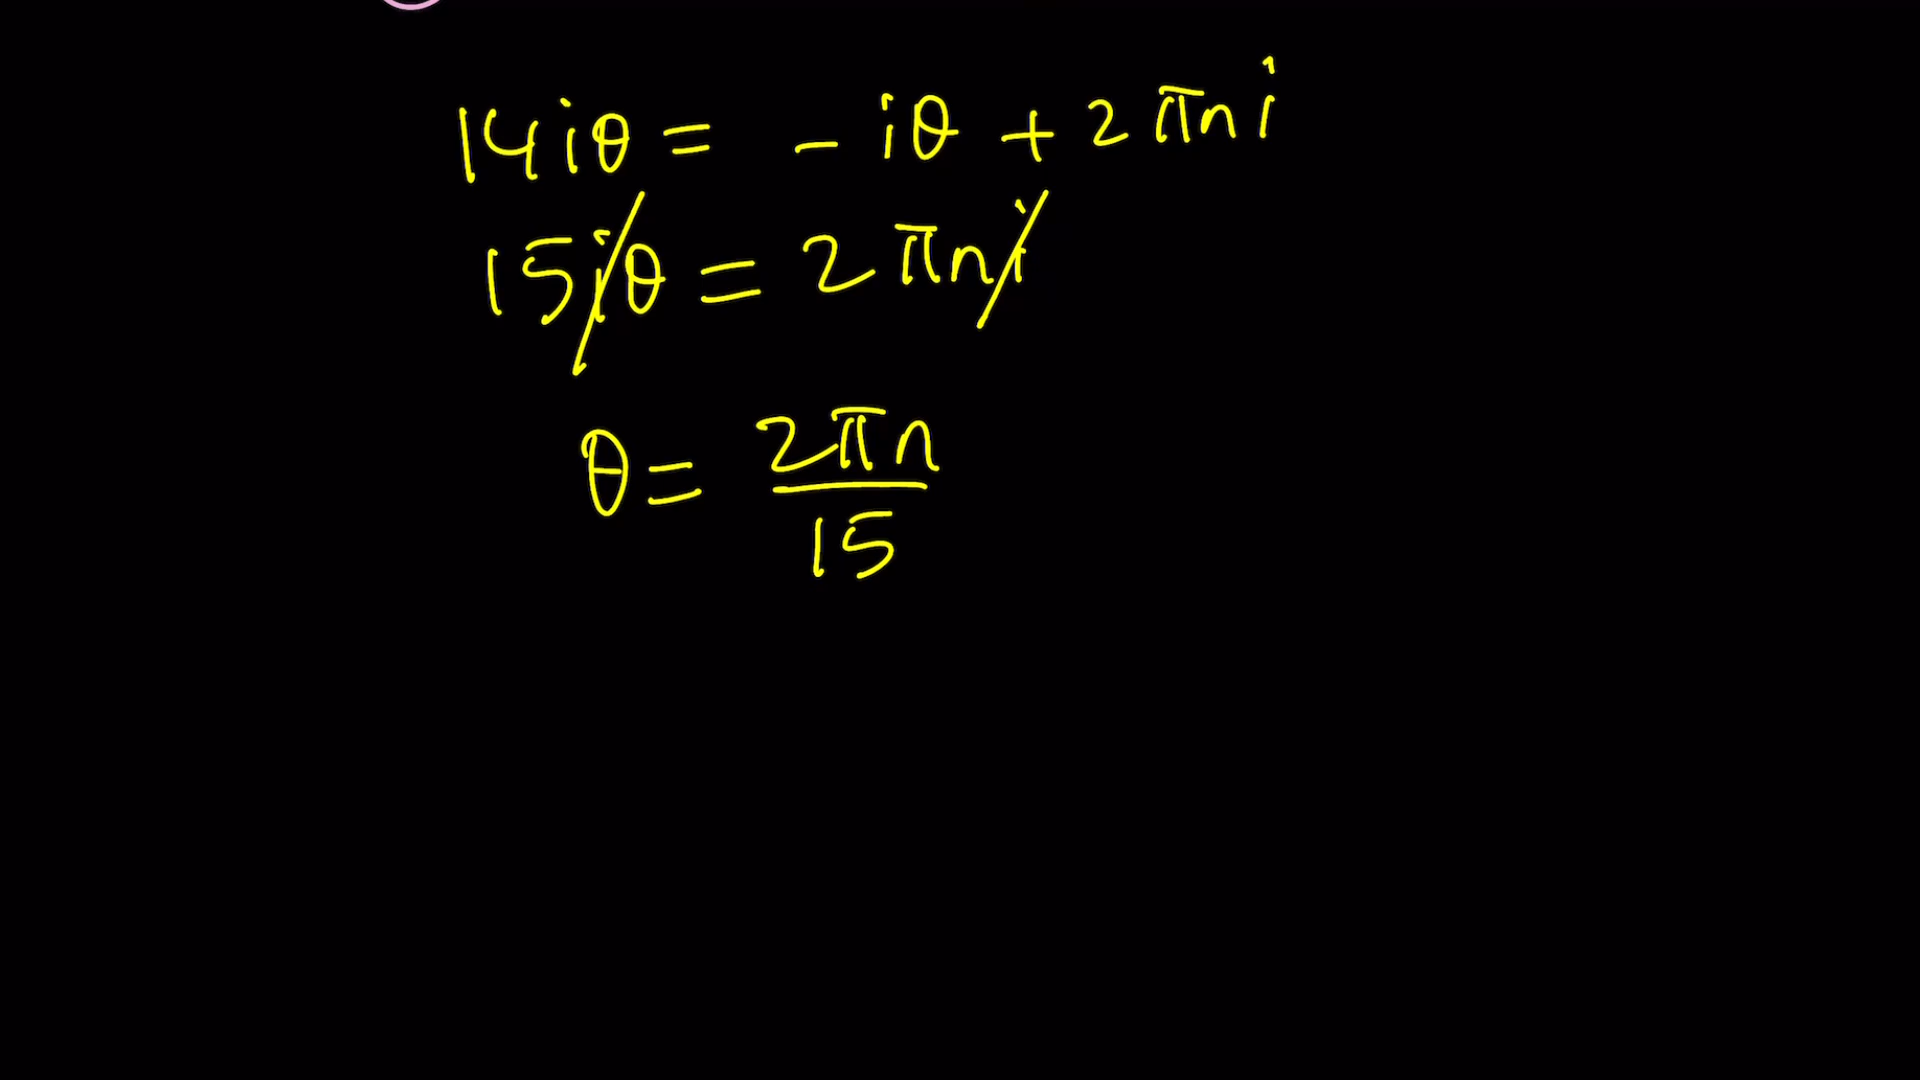 14iθ = - iθ + 2πni
15iθ = 2πni
θ = 2πn
15